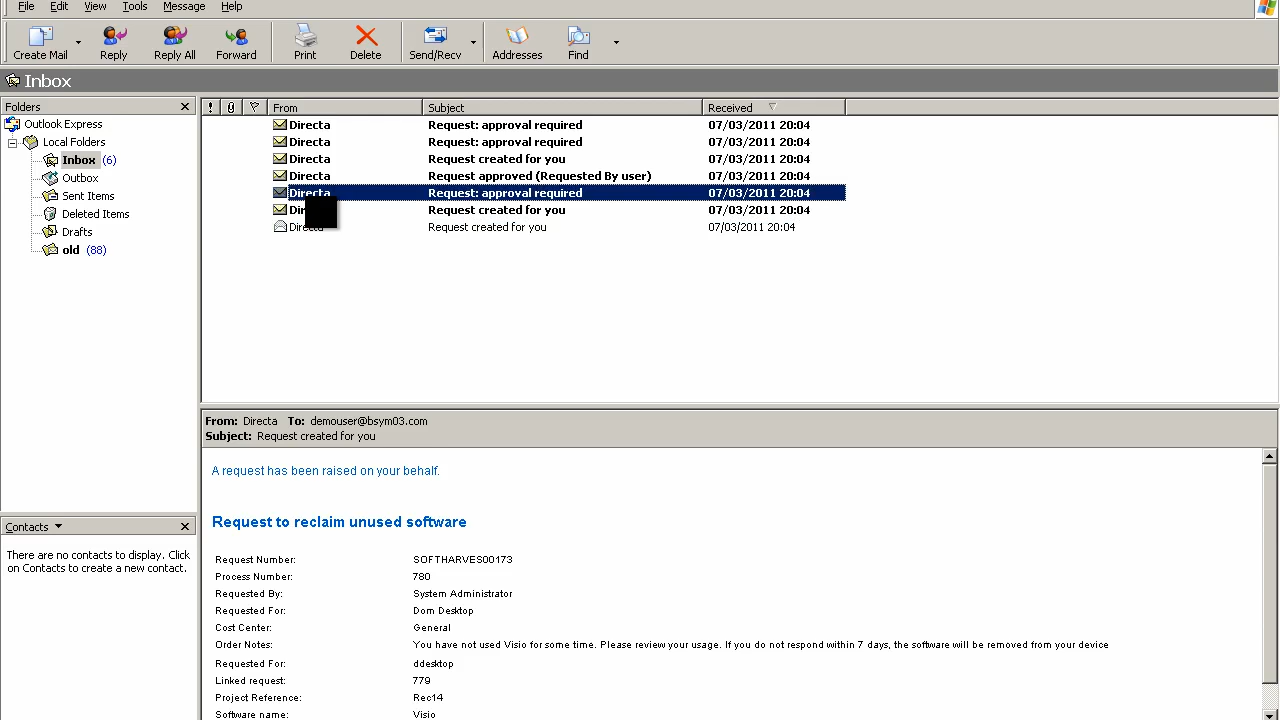 File Edit View Tools Message Help
Create Mail Reply Reply All Forward Print Delete Send/Recv Addresses Find
Inbox
Folders
Outlook Express
Local Folders
Inbox (6)
Outbox
Sent Items
Deleted Items
Drafts
old (88)
Contacts
There are no contacts to display. Click
on Contacts to create a new contact.
! From Subject Received
Directa Request: approval required 07/03/2011 20:04
Directa Request: approval required 07/03/2011 20:04
Directa Request created for you 07/03/2011 20:04
Directa Request approved (Requested By user) 07/03/2011 20:04
Directa Request: approval required 07/03/2011 20:04
Request created for you 07/03/2011 20:04
Directa Request created for you 07/03/2011 20:04
From: Directa To: demouser@bsym03.com
Subject: Request created for you
A request has been raised on your behalf.
Request to reclaim unused software
Request Number: SOFTHARVES00173
Process Number: 780
Requested By: System Administrator
Requested For: Dom Desktop
Cost Center: General
Order Notes: You have not used Visio for some time. Please review your usage. If you do not respond within 7 days, the software will be removed from your device
Requested For: ddesktop
Linked request: 779
Project Reference: Rec14
Software name: Visio